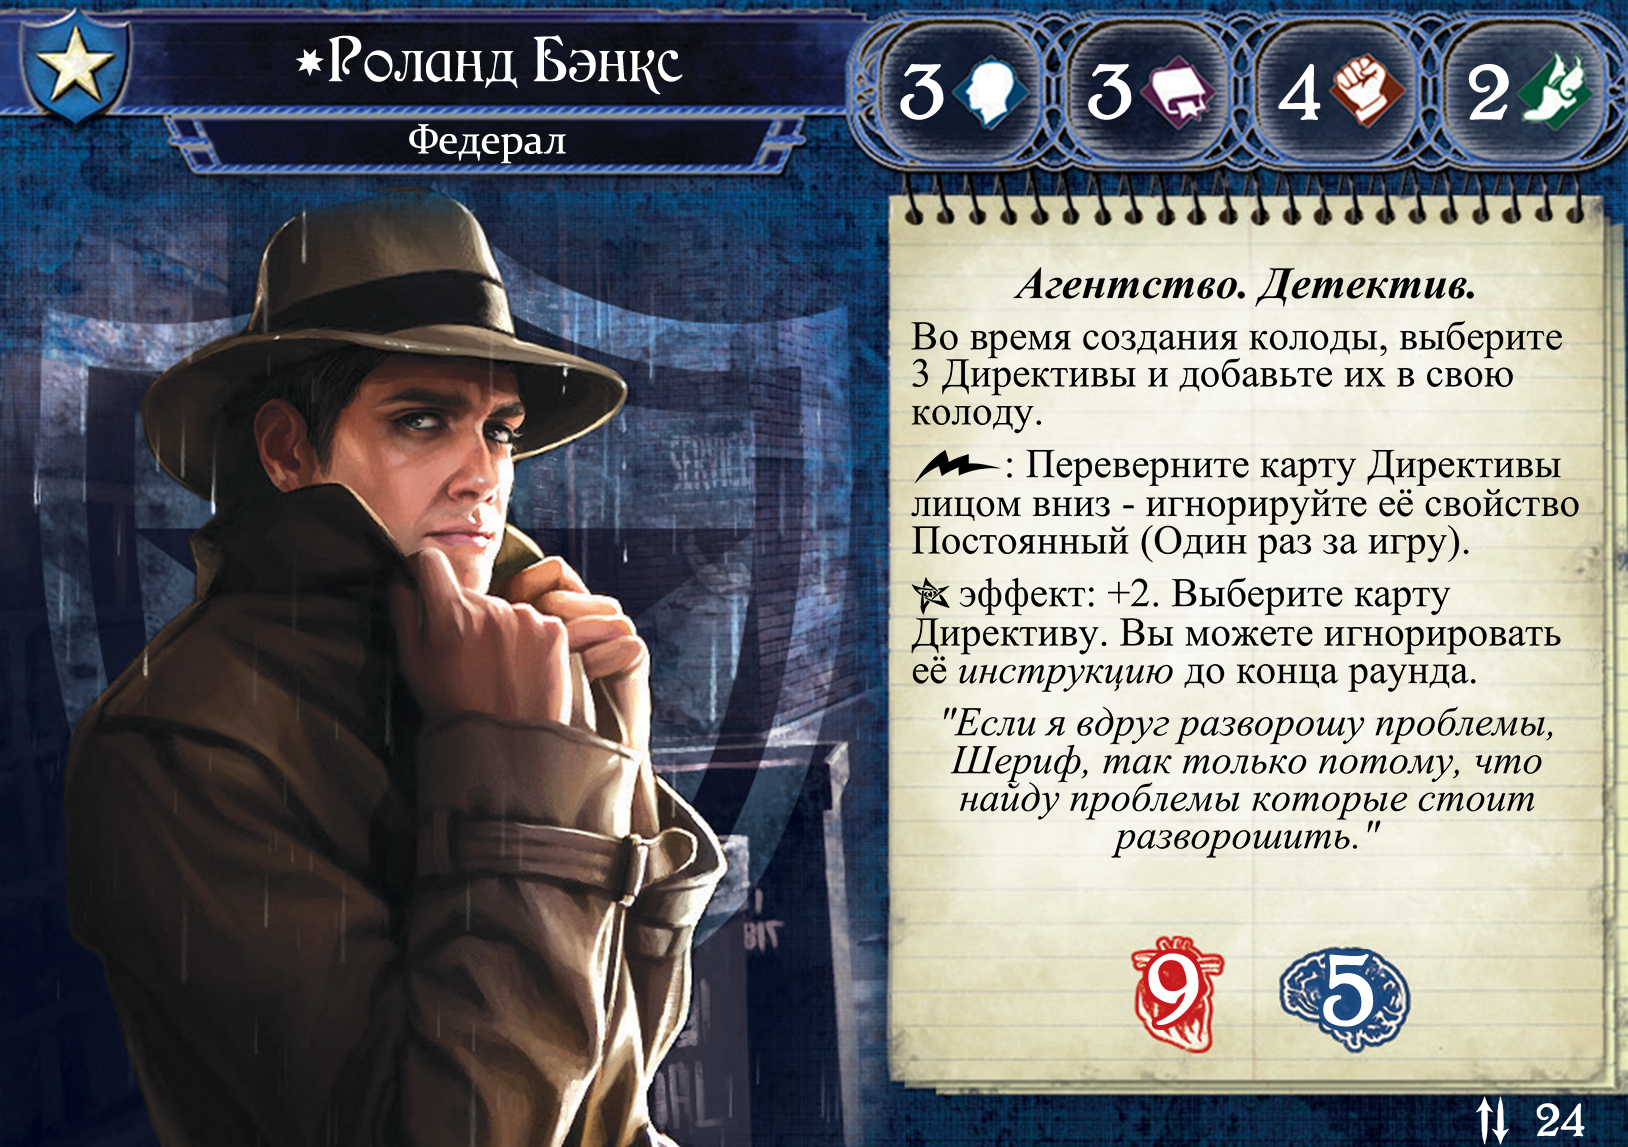 Роланд Бэнкс
Федерал
3 3 4 2
Агентство. Детектив.
Во время создания колоды, выберите
3 Директивы и добавьте их в свою
колоду.
: Переверните карту Директивы
лицом вниз - игнорируйте её свойство
Постоянный (Один раз за игру).
эффект: +2. Выберите карту
Директиву. Вы можете игнорировать
её инструкцию до конца раунда.
"Если я вдруг разворошу проблемы,
Шериф, так только потому, что
найду проблемы которые стоит
разворошить."
9 5
24